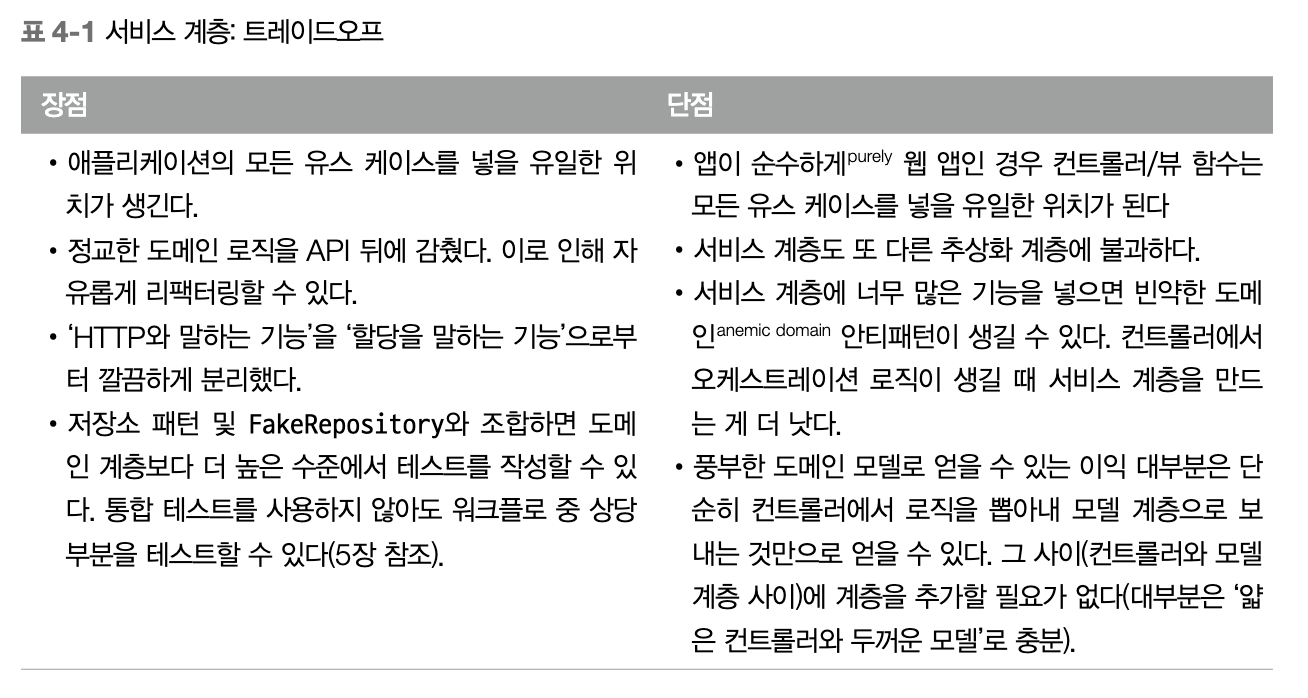 표 4-1 서비스 계층: 트레이드오프
장점
애플리케이션의 모든 유스 케이스를 넣을 유일한 위
치가 생긴다.
정교한 도메인 로직을 API 뒤에 감췄다. 이로 인해 자
유롭게 리팩터링할 수 있다.
‘HTTP와 말하는 기능’을 ‘할당을 말하는 기능’으로부
터 깔끔하게 분리했다.
저장소 패턴 및 FakeRepository와 조합하면 도메
인 계층보다 더 높은 수준에서 테스트를 작성할 수 있
다. 통합 테스트를 사용하지 않아도 워크플로 중 상당
부분을 테스트할 수 있다(5장 참조).
단점
앱이 순수하게purely 웹 앱인 경우 컨트롤러/뷰 함수는
모든 유스 케이스를 넣을 유일한 위치가 된다
서비스 계층도 또 다른 추상화 계층에 불과하다.
서비스 계층에 너무 많은 기능을 넣으면 빈약한 도메
인anemic domain 안티패턴이 생길 수 있다. 컨트롤러에서
오케스트레이션 로직이 생길 때 서비스 계층을 만드
는 게 더 낫다.
풍부한 도메인 모델로 얻을 수 있는 이익 대부분은 단
순히 컨트롤러에서 로직을 뽑아내 모델 계층으로 보
내는 것만으로 얻을 수 있다. 그 사이(컨트롤러와 모델
계층 사이)에 계층을 추가할 필요가 없다(대부분은 ‘얇
은 컨트롤러와 두꺼운 모델’로 충분).